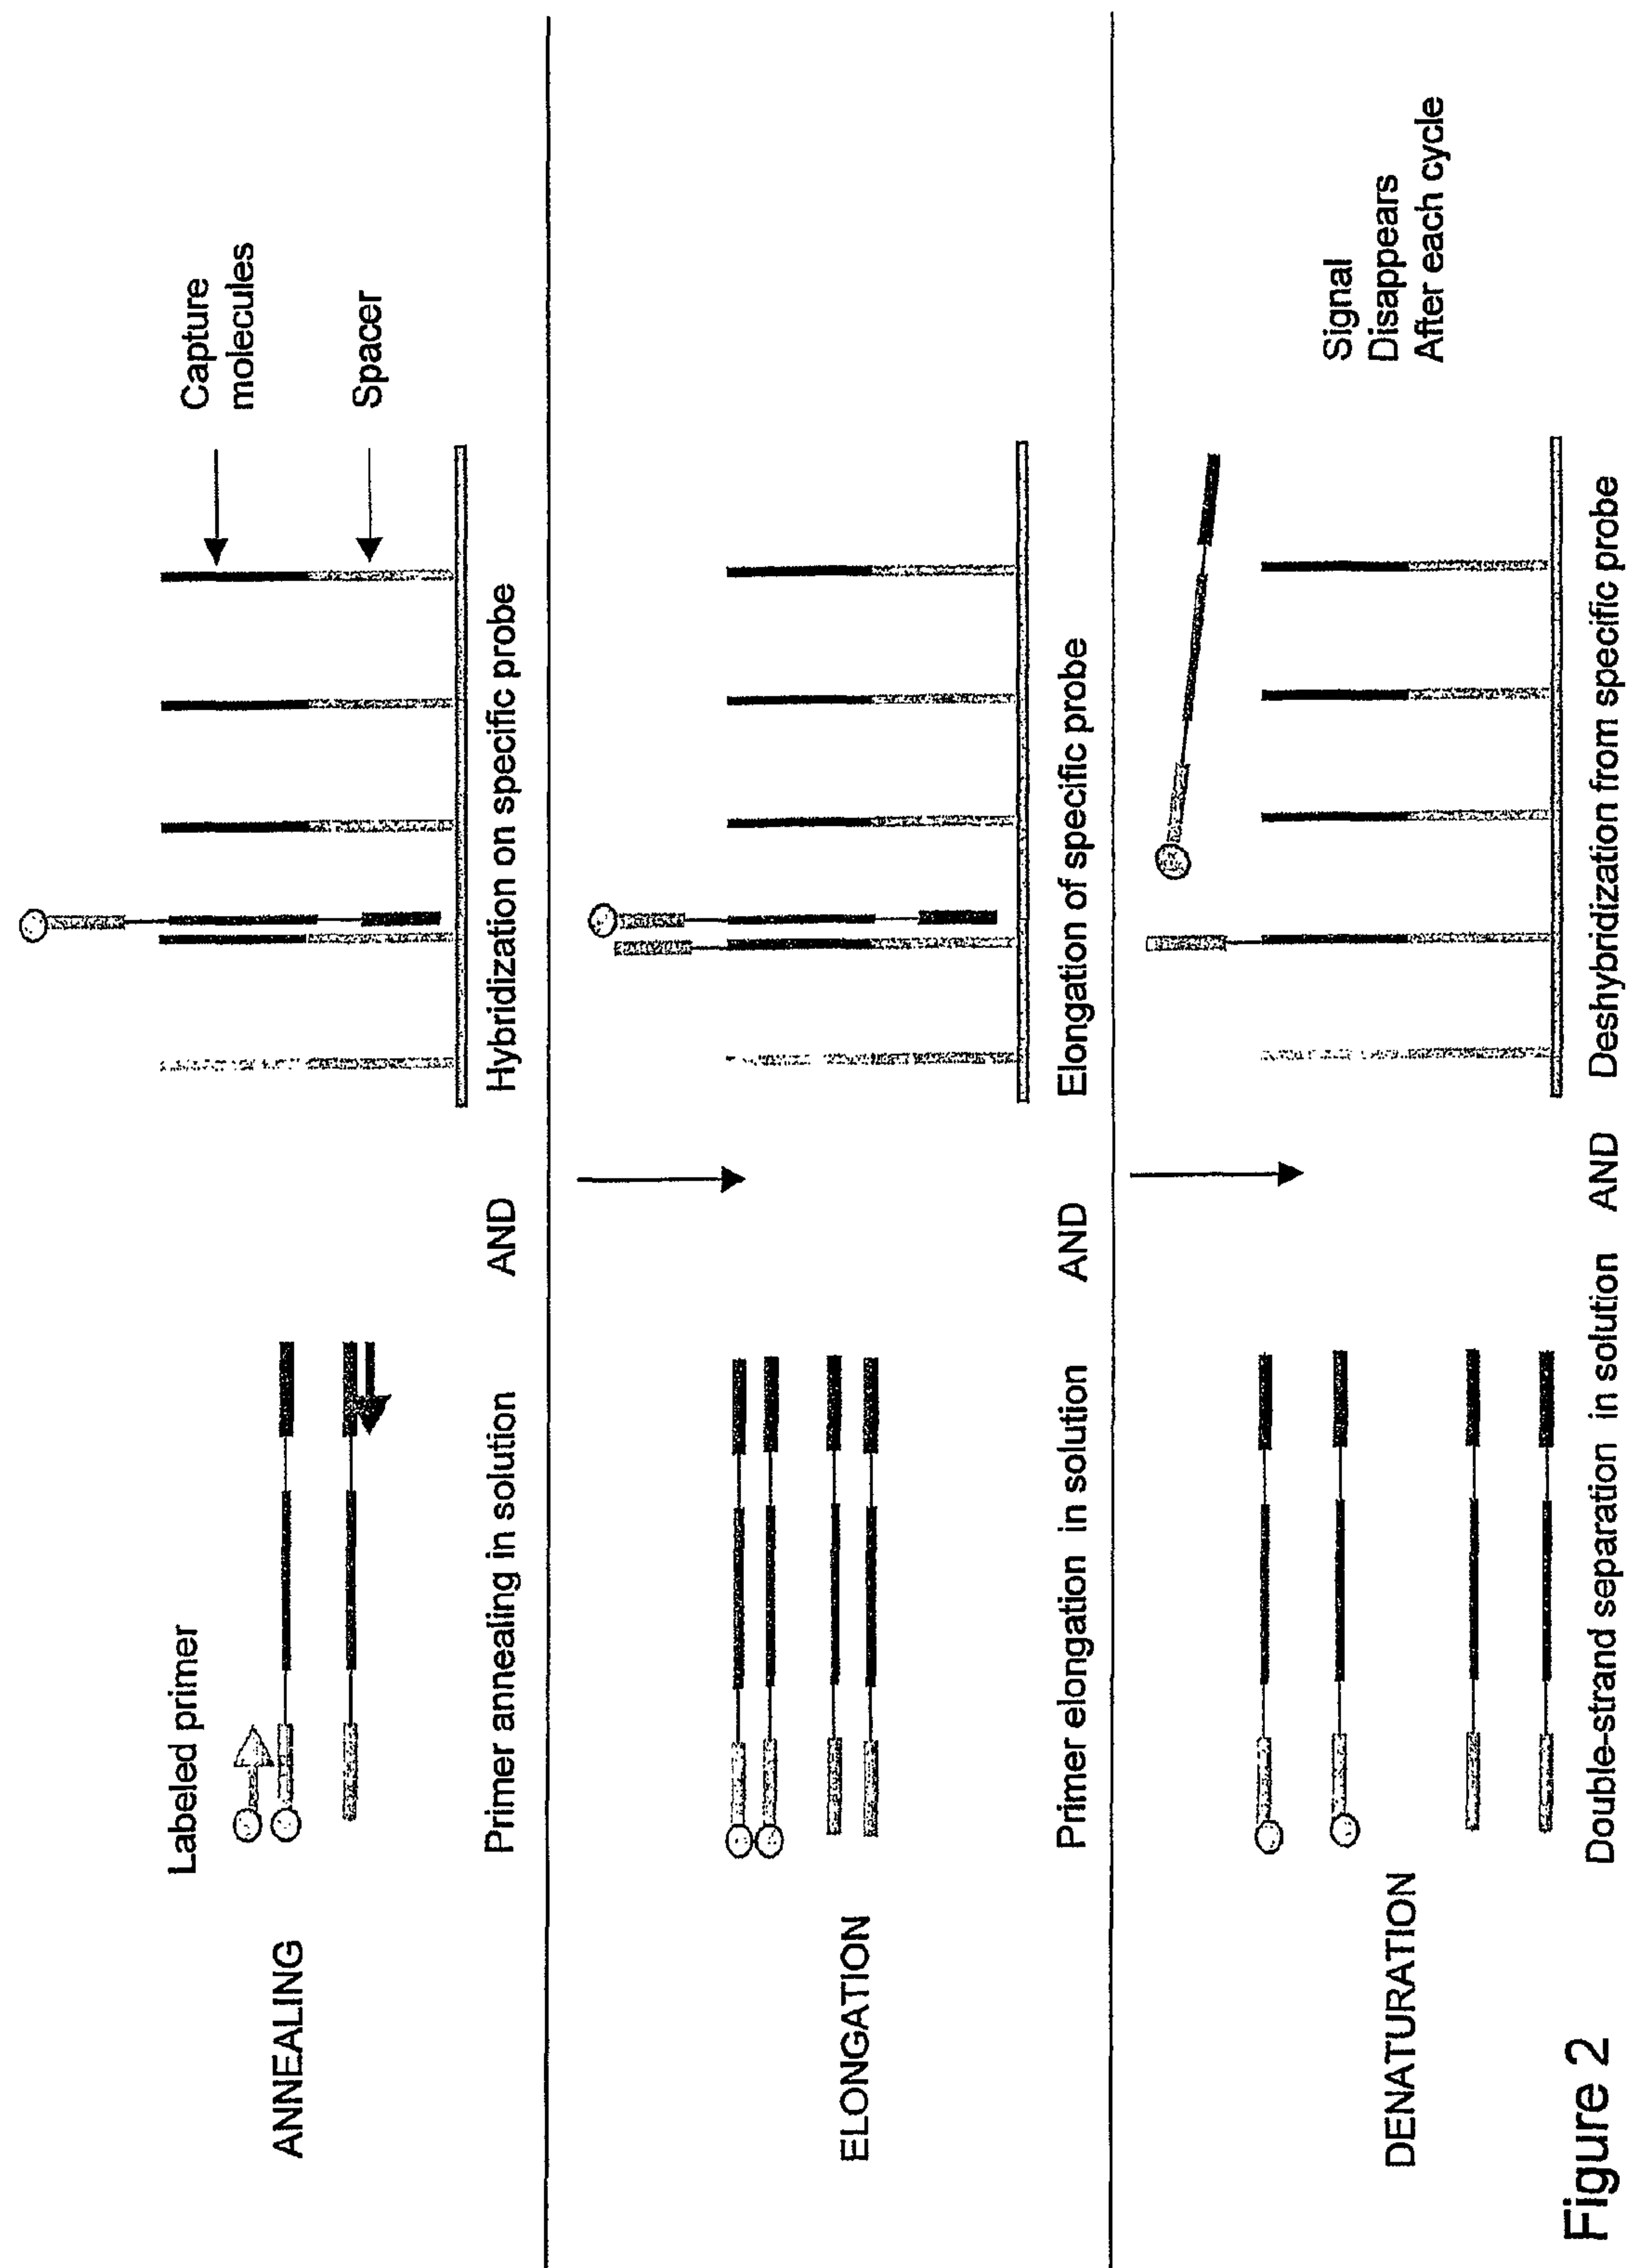 ANNEALING
Labeled primer
Capture
molecules
Spacer
Primer annealing in solution AND Hybridization on specific probe
ELONGATION
Primer elongation in solution AND Elongation of specific probe
DENATURATION
Signal
Disappears
After each cycle
Double-strand separation in solution AND Deshybridization from specific probe
Figure 2